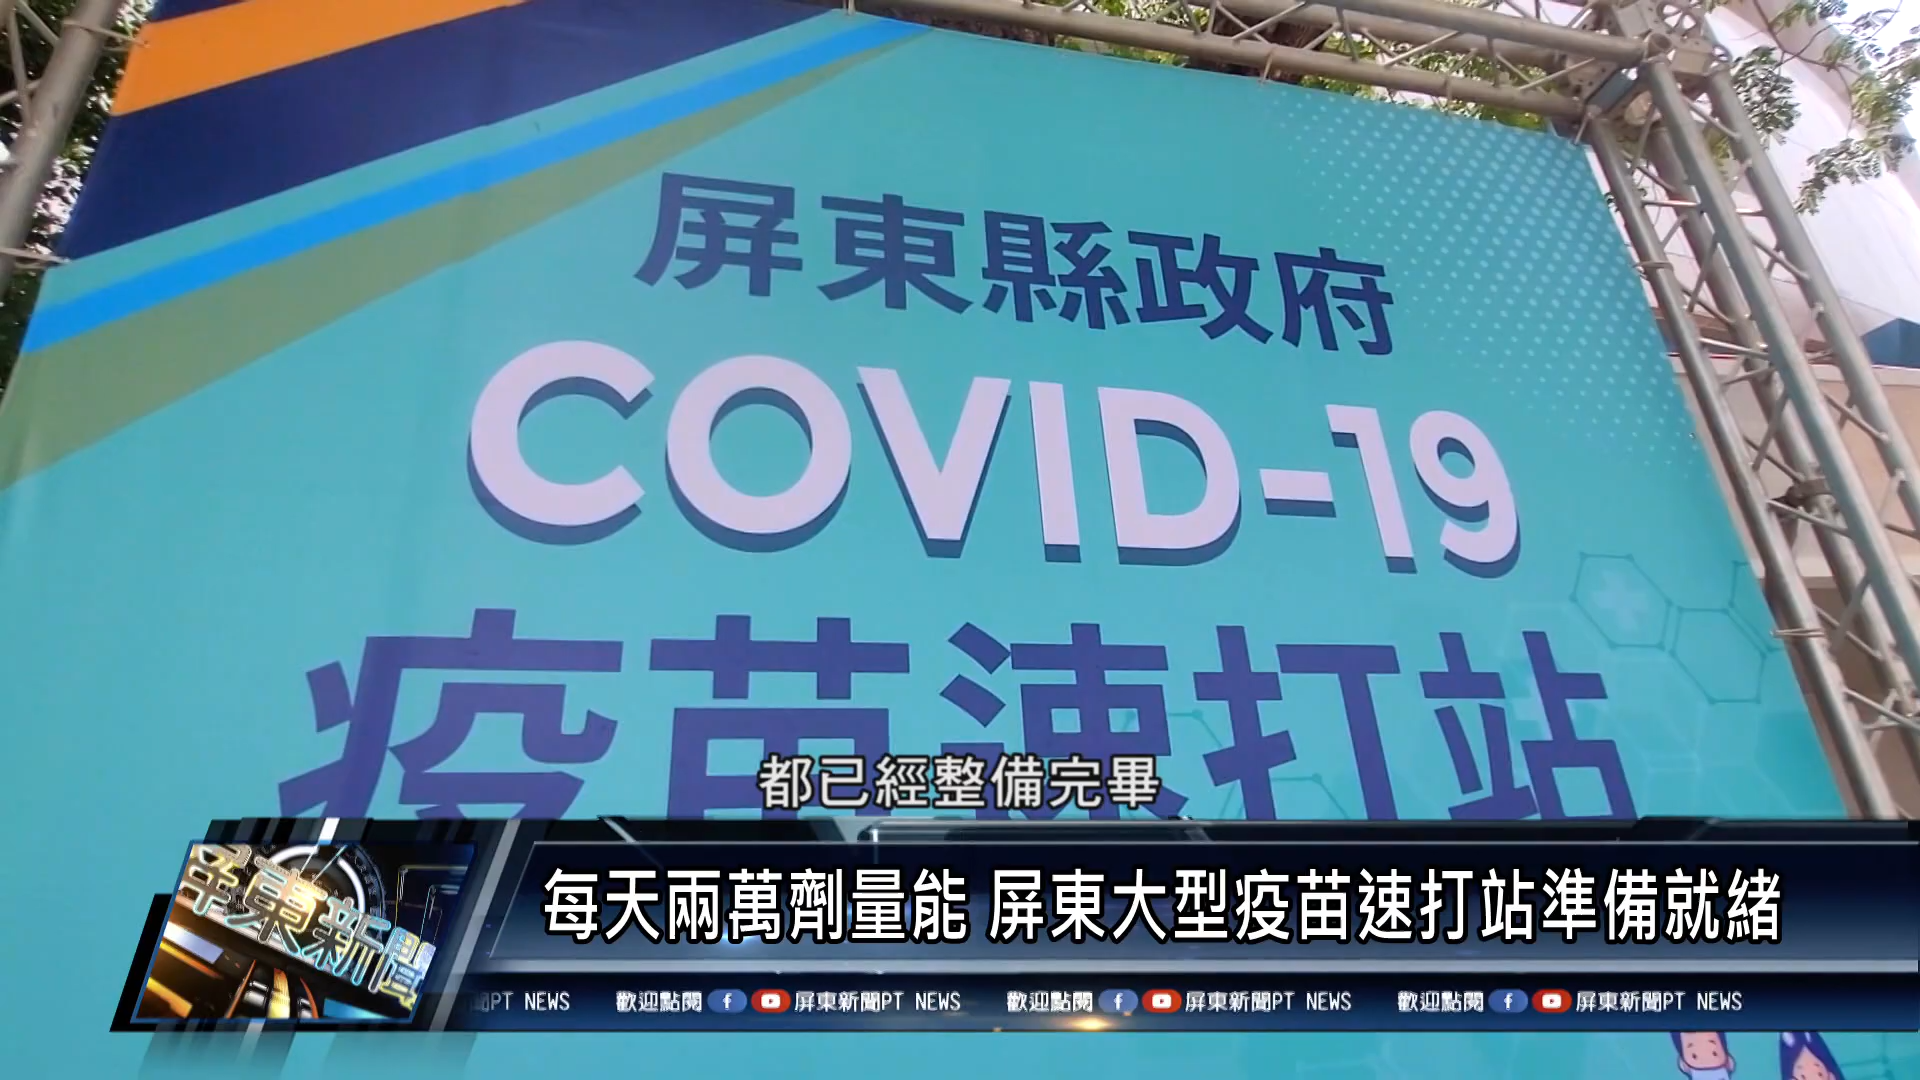 屏東縣政府
COVID-19
疫苗速打站
都已經整備完畢
每天兩萬劑量能 屏東大型疫苗速打站準備就緒
屏東新聞
聞PT NEWS 歡迎點閱 f 屏東新聞PT NEWS 歡迎點閱 f 屏東新聞PT NEWS 歡迎點閱 f 屏東新聞PT NEWS